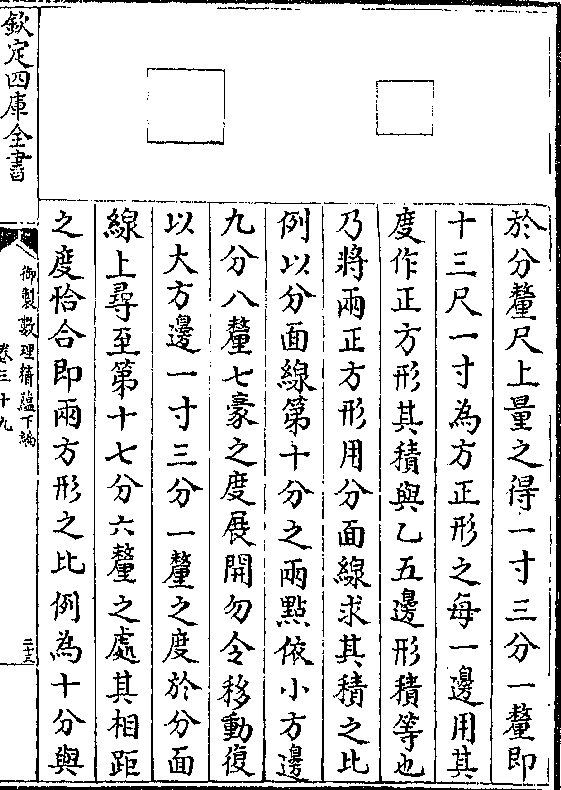 於分釐尺上量之得一寸三分一釐即
十三尺一寸為方正形之每一邊用其
度作正方形其積與乙五邊形積等也
乃將兩正方形用分面線求其積之比
例以分面線第十分之兩點依小方邊
九分八釐七豪之度展開勿令移動復
以大方邊一寸三分一釐之度於分面
線上尋至第十七分六釐之處其相距
之度恰合即兩方形之比例為十分與
欽定四庫全書
御製數理精蘊下編
卷三十九
二十三